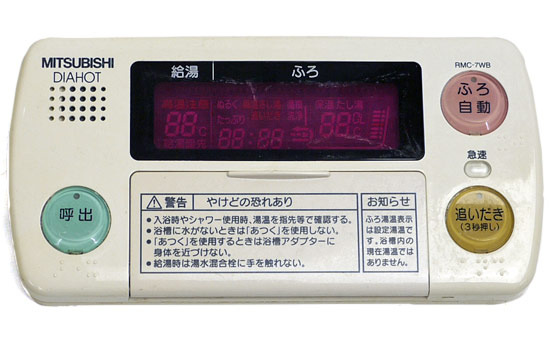 MITSUBISHI
DIAHOT
給湯
ふろ
RMC-7WB
ふろ
自動
急速
呼出
追いだき
(3秒押し)
88
℃
88:88
88
℃
警告 やけどの恐れあり
•入浴時やシャワー使用時、湯温を指先等で確認する。
•浴槽に水がないときは「あつく」を使用しない。
•「あつく」を使用するときは浴槽アダプターに
身体を近づけない。
•給湯時は湯水混合栓に手を触れない。
お知らせ
ふろ湯温表示
は設定湯温で
す。浴槽内の
現在湯温では
ありません。